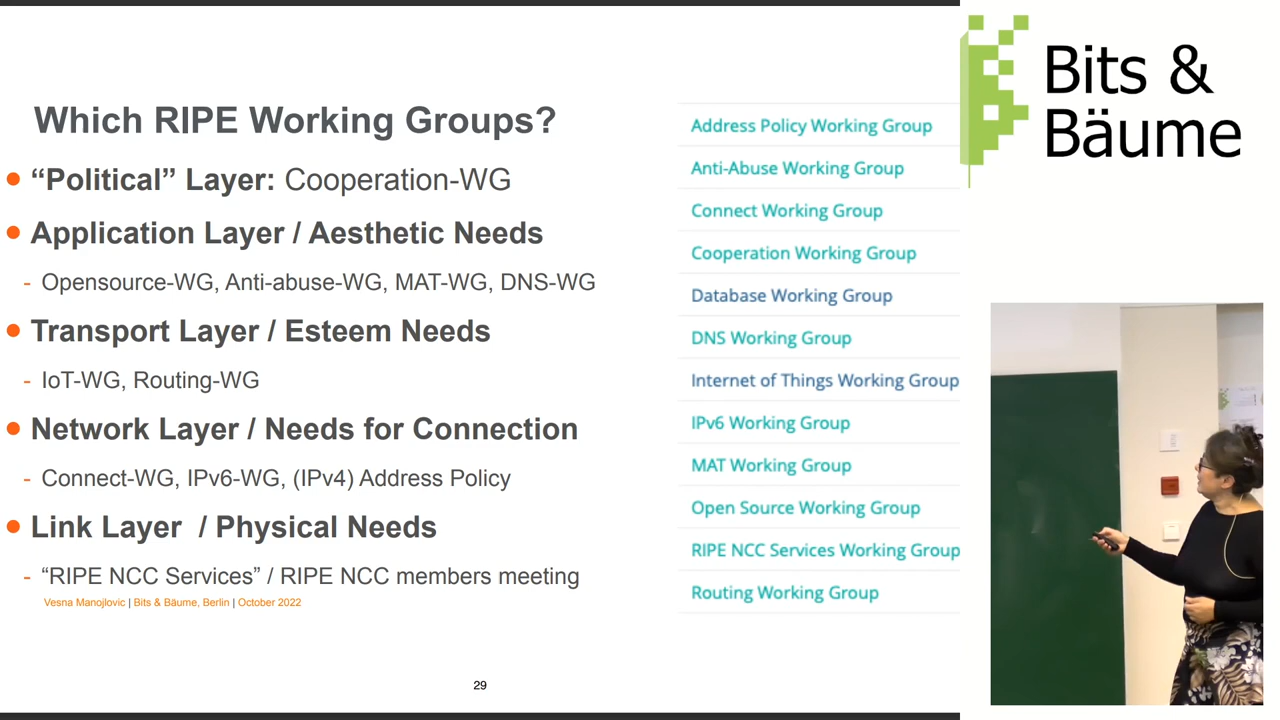 Which RIPE Working Groups?
“Political” Layer: Cooperation-WG
Application Layer / Aesthetic Needs
- Opensource-WG, Anti-abuse-WG, MAT-WG, DNS-WG
Transport Layer / Esteem Needs
- IoT-WG, Routing-WG
Network Layer / Needs for Connection
- Connect-WG, IPv6-WG, (IPv4) Address Policy
Link Layer / Physical Needs
- “RIPE NCC Services” / RIPE NCC members meeting
Vesna Manojlovic | Bits & Bäume, Berlin | October 2022
29
Address Policy Working Group
Anti-Abuse Working Group
Connect Working Group
Cooperation Working Group
Database Working Group
DNS Working Group
Internet of Things Working Group
IPv6 Working Group
MAT Working Group
Open Source Working Group
RIPE NCC Services Working Group
Routing Working Group
Bits &
Bäume